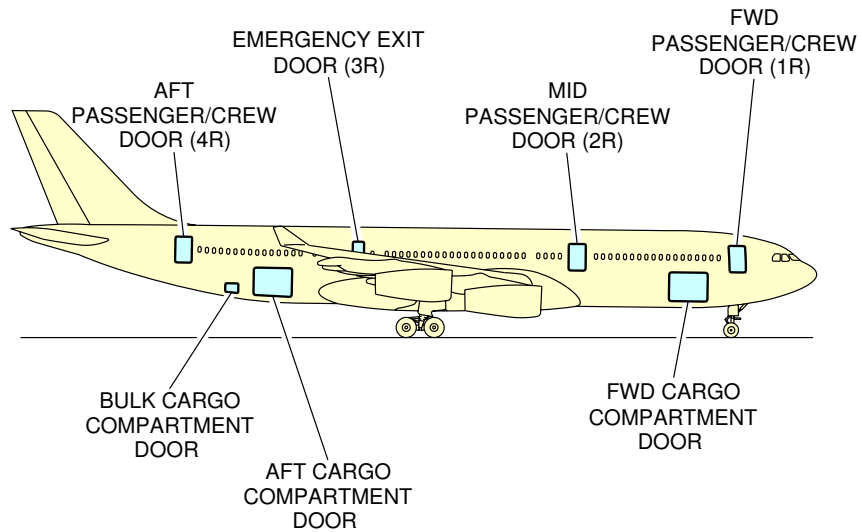 FWD
PASSENGER/CREW
DOOR (1R)
EMERGENCY EXIT
DOOR (3R)
MID
PASSENGER/CREW
DOOR (2R)
AFT
PASSENGER/CREW
DOOR (4R)
BULK CARGO
COMPARTMENT
DOOR
FWD CARGO
COMPARTMENT
DOOR
AFT CARGO
COMPARTMENT
DOOR